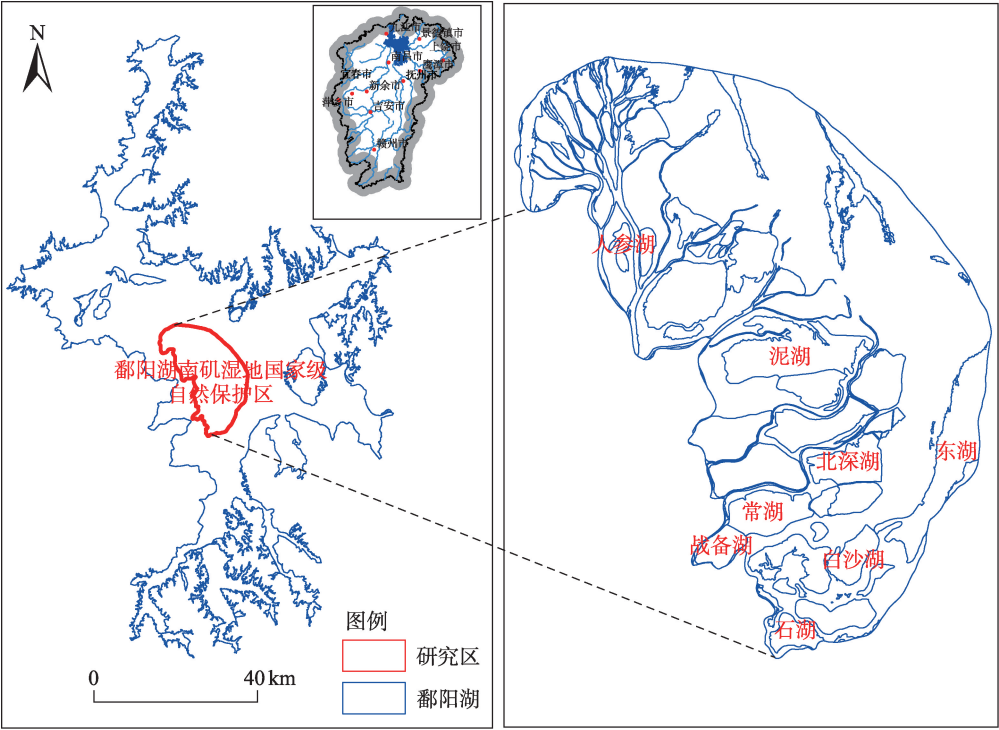 N
九江市
景德镇市
上饶市
南昌市
鹰潭市
宜春市
抚州市
新余市
萍乡市
吉安市
赣州市
鄱阳湖南矶湿地国家级
自然保护区
图例
研究区
鄱阳湖
0
40 km
人参湖
泥湖
东湖
北深湖
常湖
战备湖
白沙湖
石湖